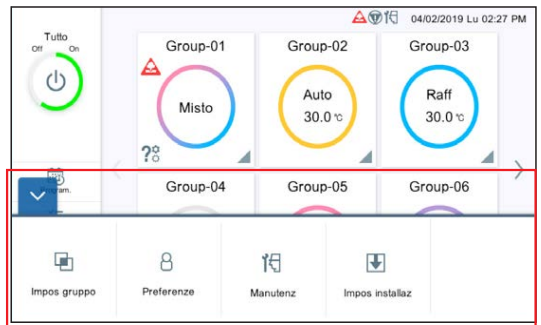 04/02/2019 Lu 02:27 PM
Tutto
Off On
Group-01
Group-02
Group-03
Misto
Auto
30.0 °C
Raff
30.0 °C
?
Group-04
Group-05
Group-06
Impos gruppo
Preferenze
Manutenz
Impos installaz